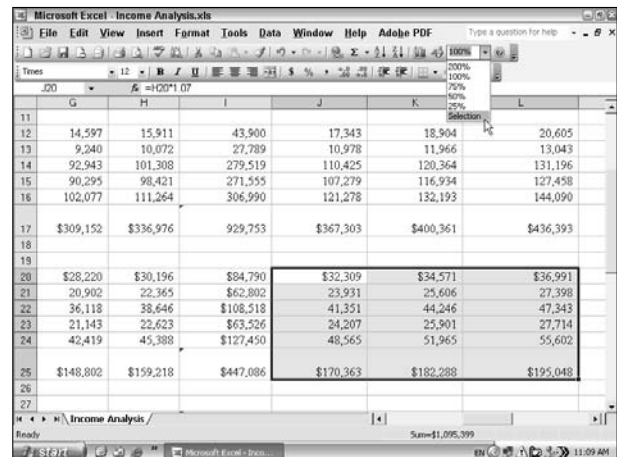 Microsoft Excel - Income Analysis.xls
File Edit View Insert Format Tools Data Window Help Adobe PDF Type a question for help
100%
Times 12 B I U $ % , 200%
J20 fx =H20*1.07 100%
75%
50%
25%
Selection
G H I J K L
11
12 14,597 15,911 43,900 17,343 18,904 20,605
13 9,240 10,072 27,789 10,978 11,966 13,043
14 92,943 101,308 279,519 110,425 120,364 131,196
15 90,295 98,421 271,555 107,279 116,934 127,458
16 102,077 111,264 306,990 121,278 132,193 144,090
17 $309,152 $336,976 929,753 $367,303 $400,361 $436,393
18
19
20 $28,220 $30,196 $84,790 $32,309 $34,571 $36,991
21 20,902 22,365 $62,802 23,931 25,606 27,398
22 36,118 38,646 $108,518 41,351 44,246 47,343
23 21,143 22,623 $63,526 24,207 25,901 27,714
24 42,419 45,388 $127,450 48,565 51,965 55,602
25 $148,802 $159,218 $447,086 $170,363 $182,288 $195,048
26
27
Income Analysis
Ready Sum=$1,095,399
start Microsoft Excel - Inco... EN 11:09 AM